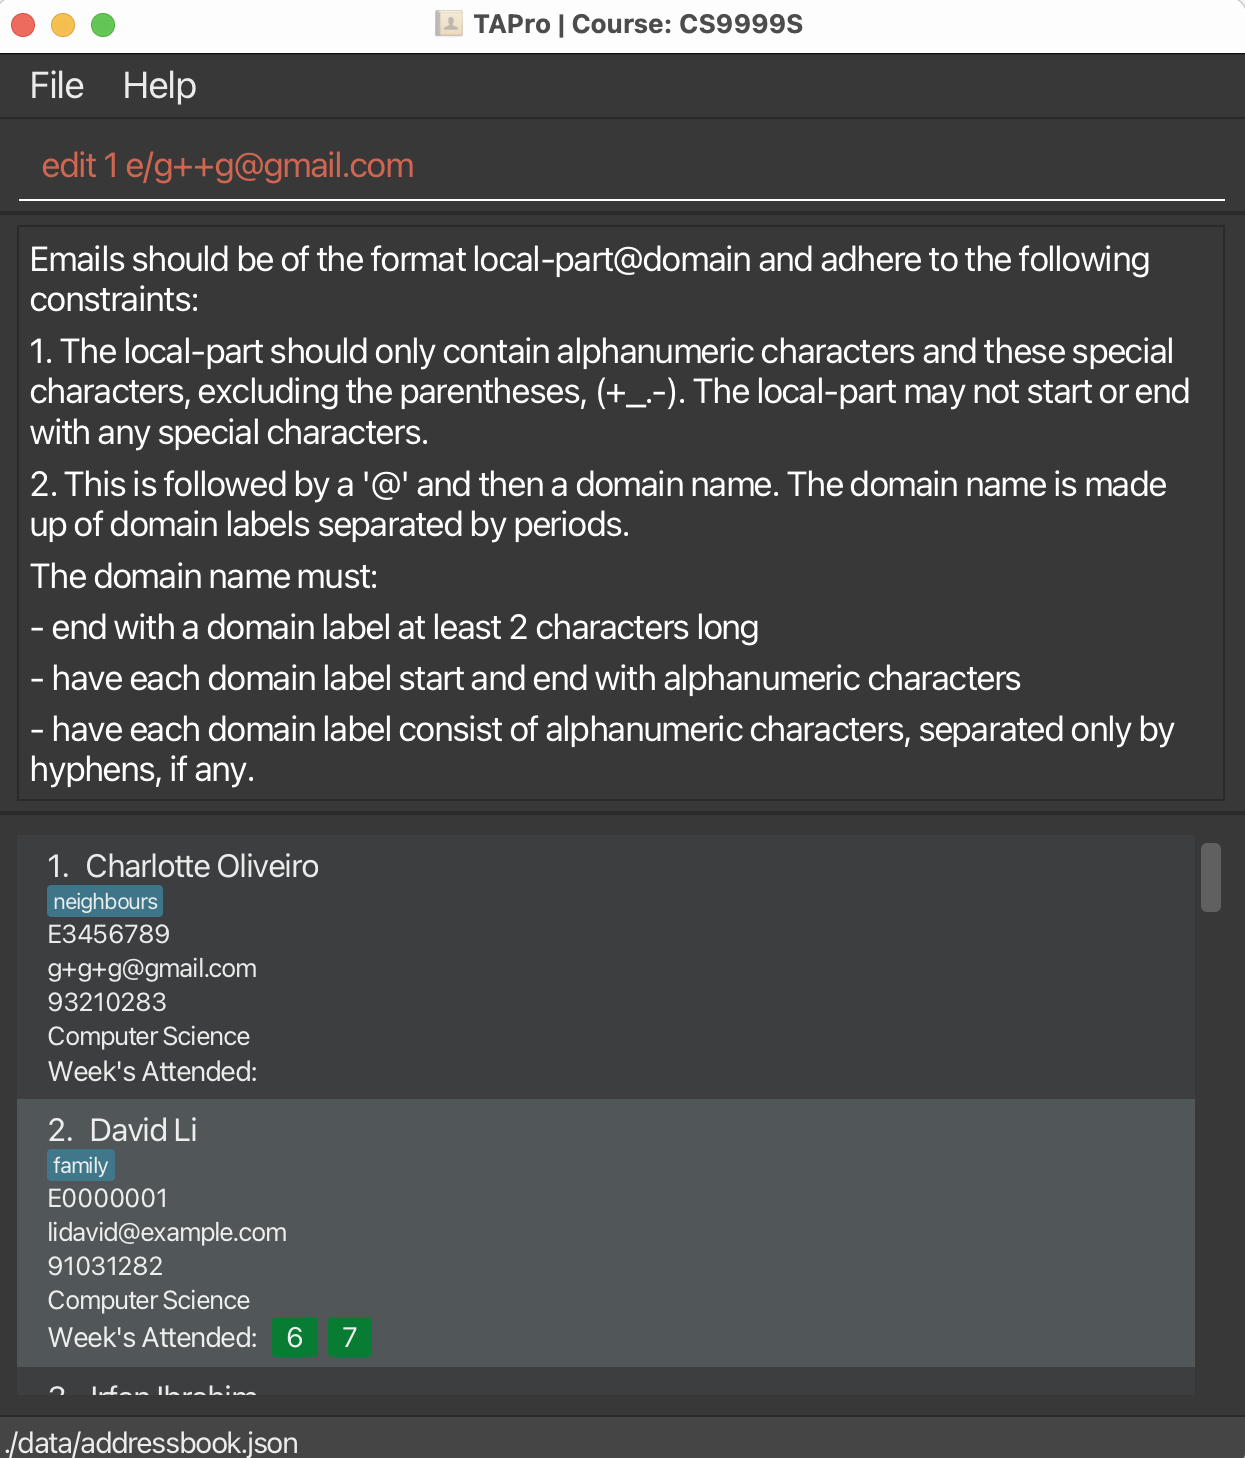 TAPro | Course: CS9999S
File Help
edit 1 e/g++g@gmail.com
Emails should be of the format local-part@domain and adhere to the following
constraints:
1. The local-part should only contain alphanumeric characters and these special
characters, excluding the parentheses, (+_.-). The local-part may not start or end
with any special characters.
2. This is followed by a '@' and then a domain name. The domain name is made
up of domain labels separated by periods.
The domain name must:
- end with a domain label at least 2 characters long
- have each domain label start and end with alphanumeric characters
- have each domain label consist of alphanumeric characters, separated only by
hyphens, if any.
1. Charlotte Oliveiro
neighbours
E3456789
g+g+g@gmail.com
93210283
Computer Science
Week's Attended:
2. David Li
family
E0000001
lidavid@example.com
91031282
Computer Science
Week's Attended: 6 7
3. Irfan Ibrahim
./data/addressbook.json